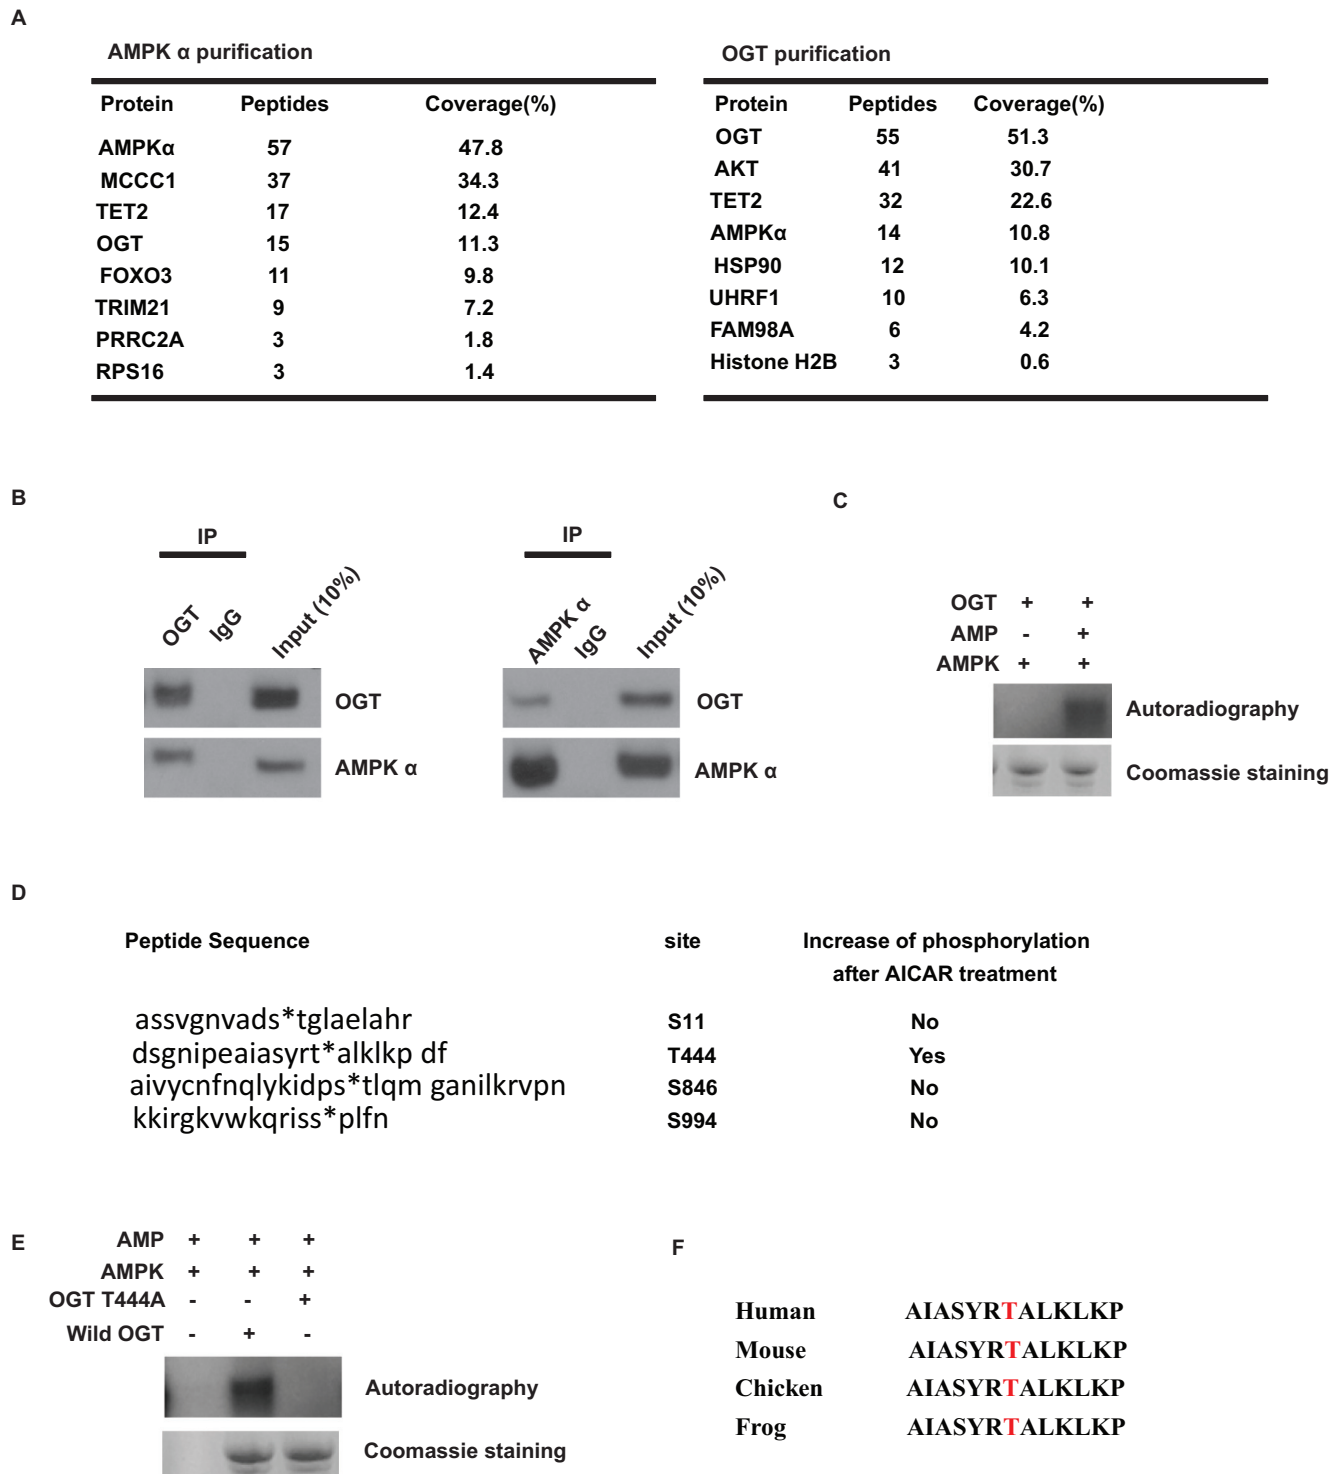 A
AMPK α purification
Protein Peptides Coverage(%)
AMPKα 57 47.8
MCCC1 37 34.3
TET2 17 12.4
OGT 15 11.3
FOXO3 11 9.8
TRIM21 9 7.2
PRRC2A 3 1.8
RPS16 3 1.4
OGT purification
Protein Peptides Coverage(%)
OGT 55 51.3
AKT 41 30.7
TET2 32 22.6
AMPKα 14 10.8
HSP90 12 10.1
UHRF1 10 6.3
FAM98A 6 4.2
Histone H2B 3 0.6
B
IP
OGT IgG Input (10%)
OGT
AMPK α
IP
AMPK α IgG Input (10%)
OGT
AMPK α
C
OGT + +
AMP - +
AMPK + +
Autoradiography
Coomassie staining
D
Peptide Sequence site Increase of phosphorylation
after AICAR treatment
assvgnvads*tglaelahr S11 No
dsgnipeaiasyrt*alklkp df T444 Yes
aivycnfnqlykidps*tlqm ganilkrvpn S846 No
kkirgkvwkqriss*plfn S994 No
E
AMP + + +
AMPK + + +
OGT T444A - - +
Wild OGT - + -
Autoradiography
Coomassie staining
F
Human AIASYRTALKLKP
Mouse AIASYRTALKLKP
Chicken AIASYRTALKLKP
Frog AIASYRTALKLKP